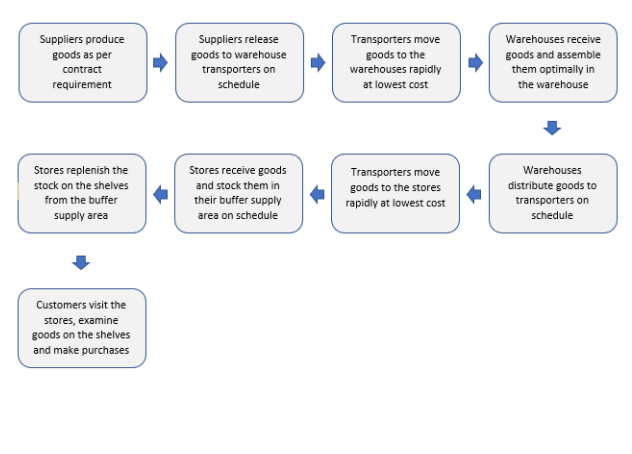 Suppliers produce
goods as per
contract
requirement
Suppliers release
goods to warehouse
transporters on
schedule
Transporters move
goods to the
warehouses rapidly
at lowest cost
Warehouses receive
goods and assemble
them optimally in
the warehouse
Warehouses
distribute goods to
transporters on
schedule
Transporters move
goods to the stores
rapidly at lowest cost
Stores receive goods
and stock them in
their buffer supply
area on schedule
Stores replenish the
stock on the shelves
from the buffer
supply area
Customers visit the
stores, examine
goods on the shelves
and make purchases